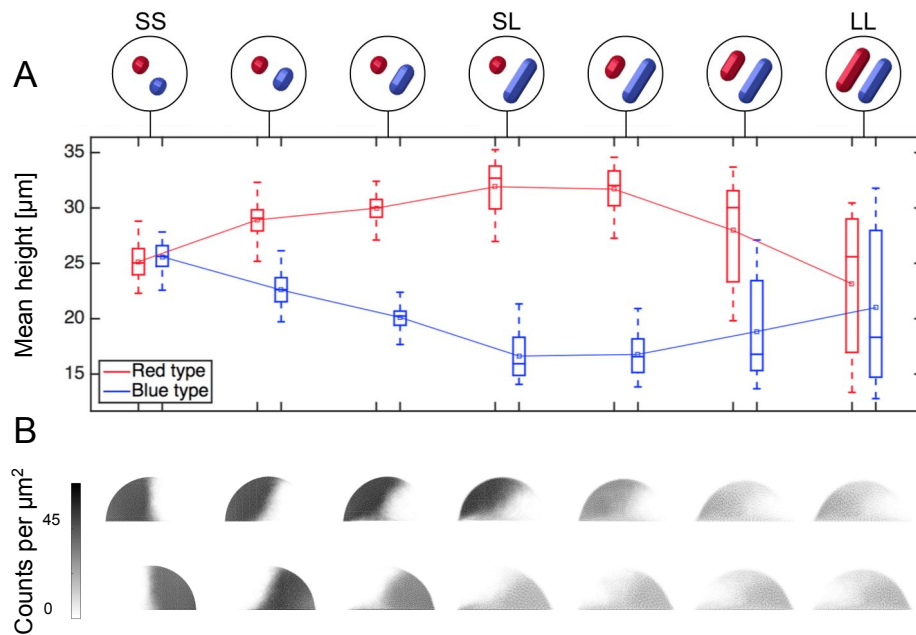 SS SL LL
A
35
30
25
20
15
Mean height [μm]
Red type
Blue type
B
Counts per μm²
45
0